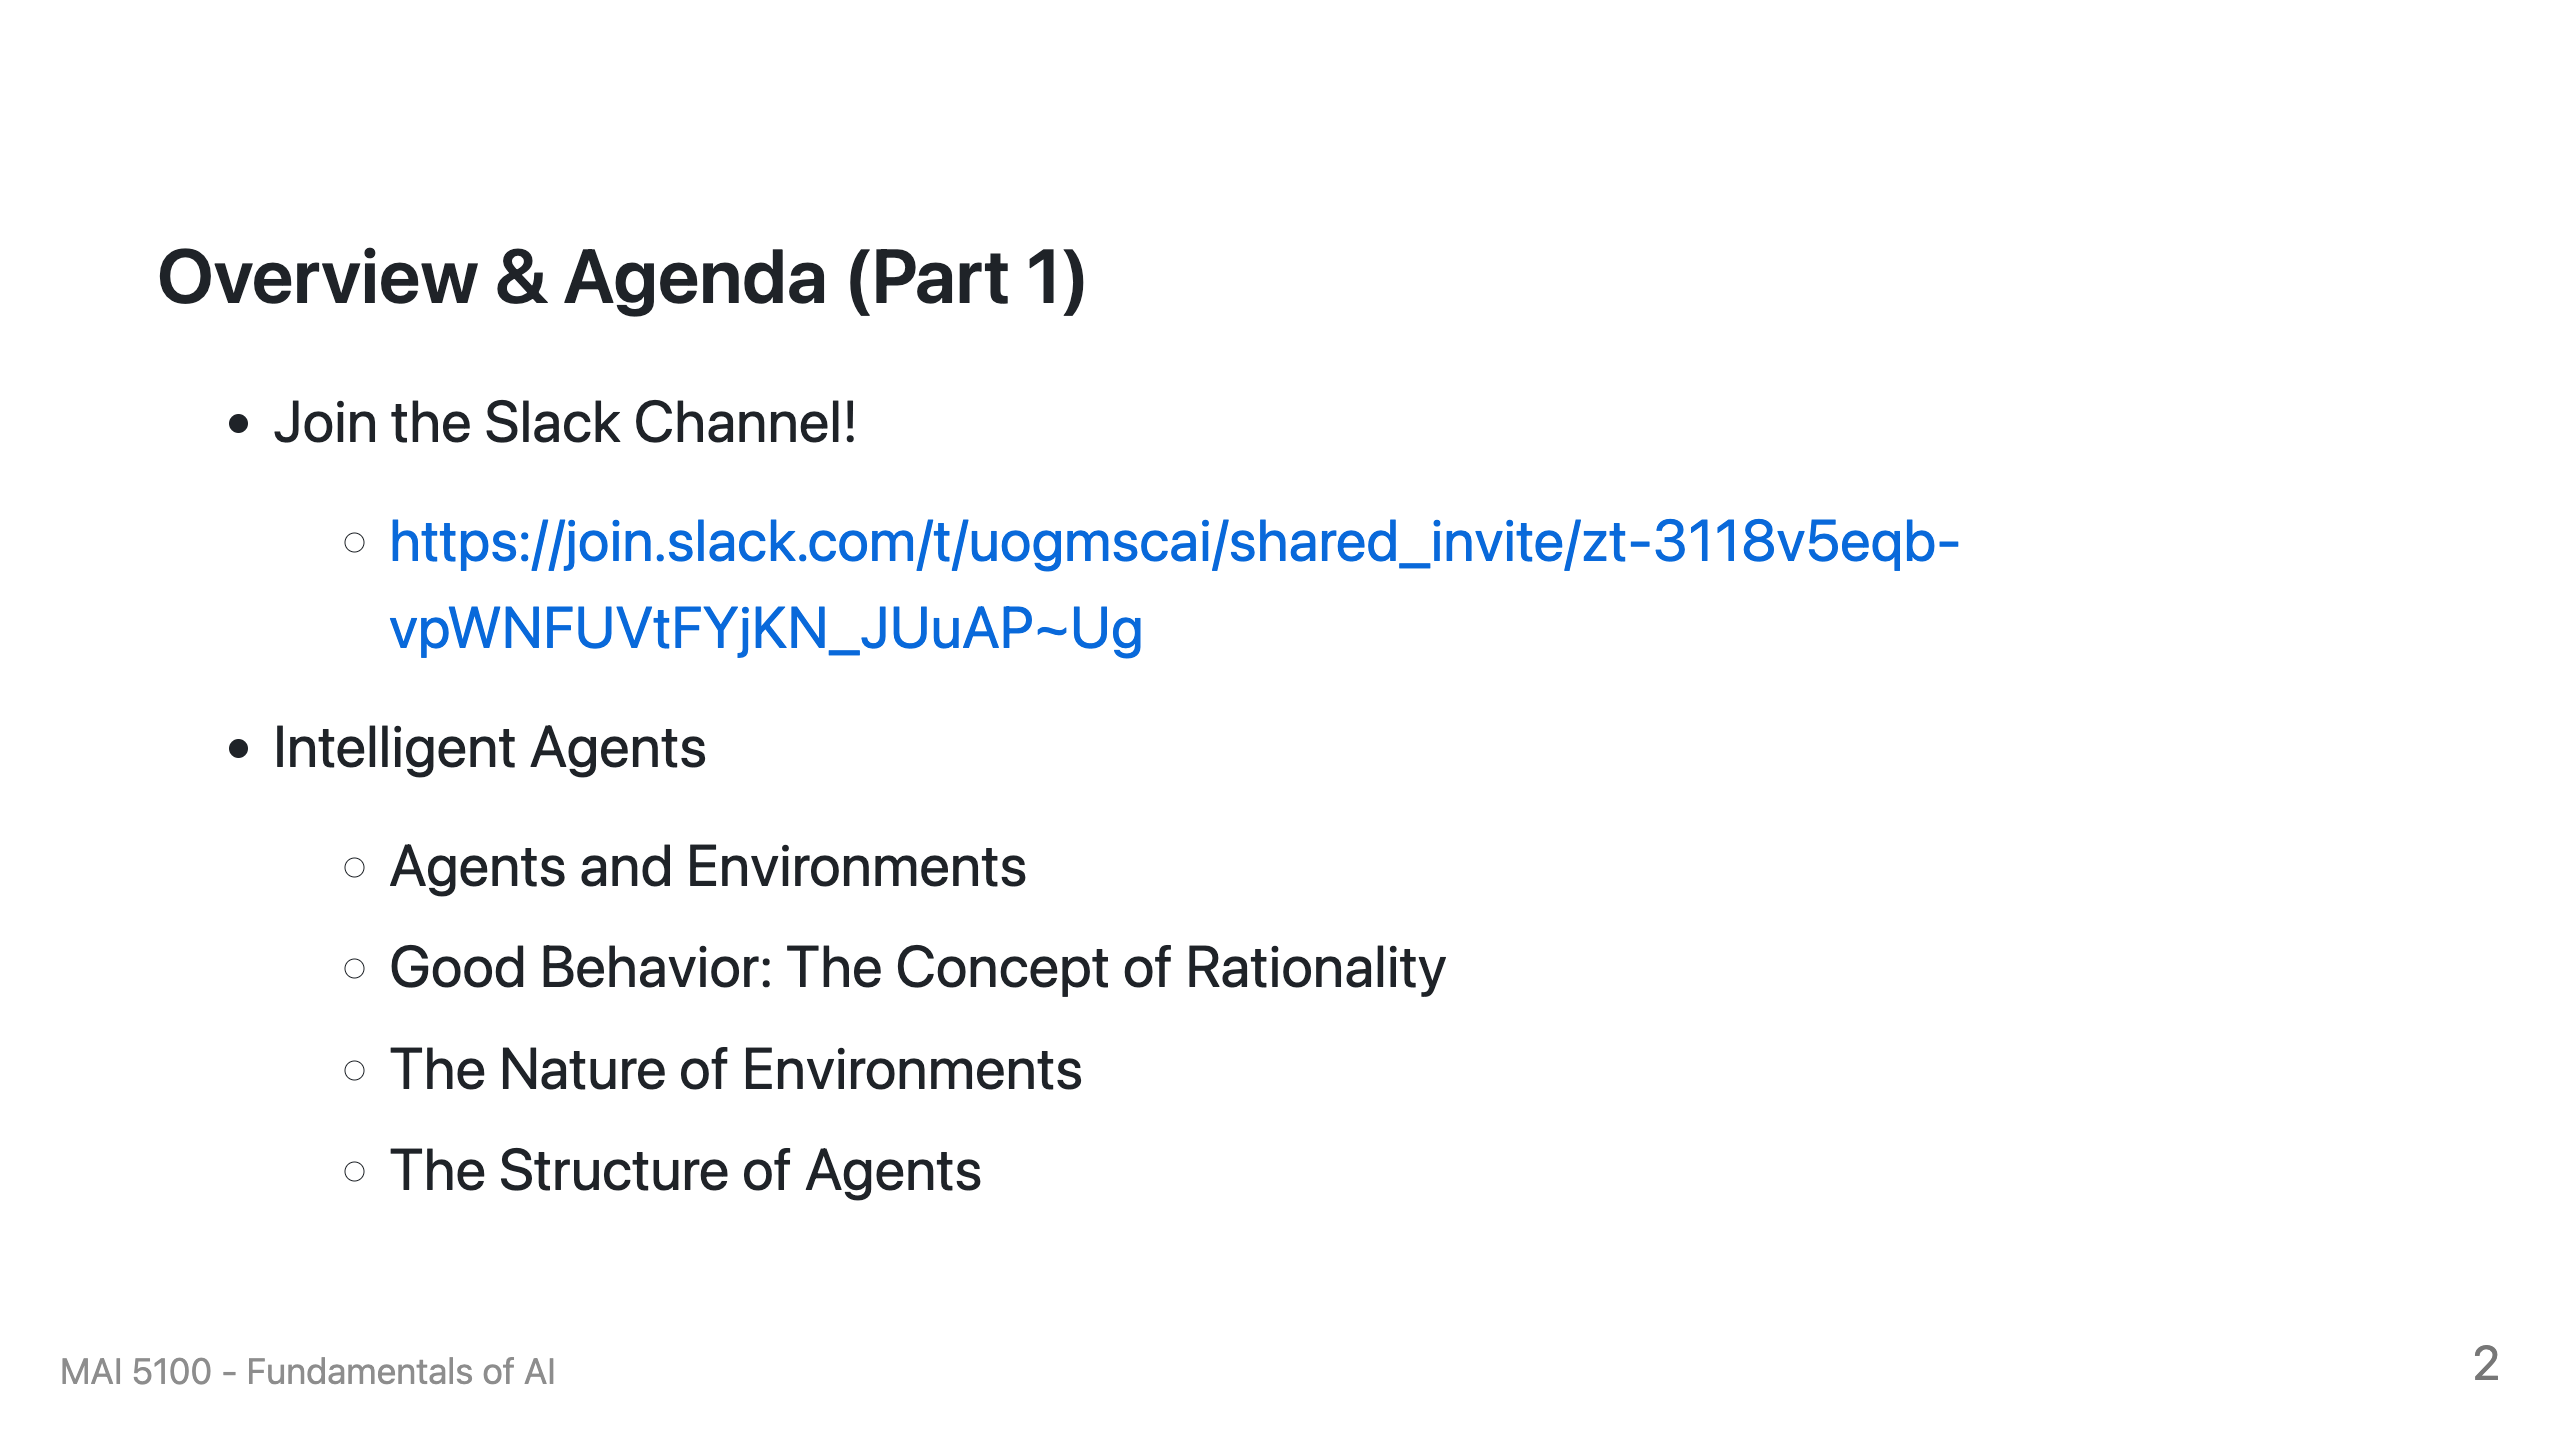 Overview & Agenda (Part 1)
Join the Slack Channel!
https://join.slack.com/t/uogmscai/shared_invite/zt-3118v5eqb-
vpWNFUVtFYjKN_JUuAP~Ug
Intelligent Agents
Agents and Environments
Good Behavior: The Concept of Rationality
The Nature of Environments
The Structure of Agents
MAI 5100 - Fundamentals of AI
2